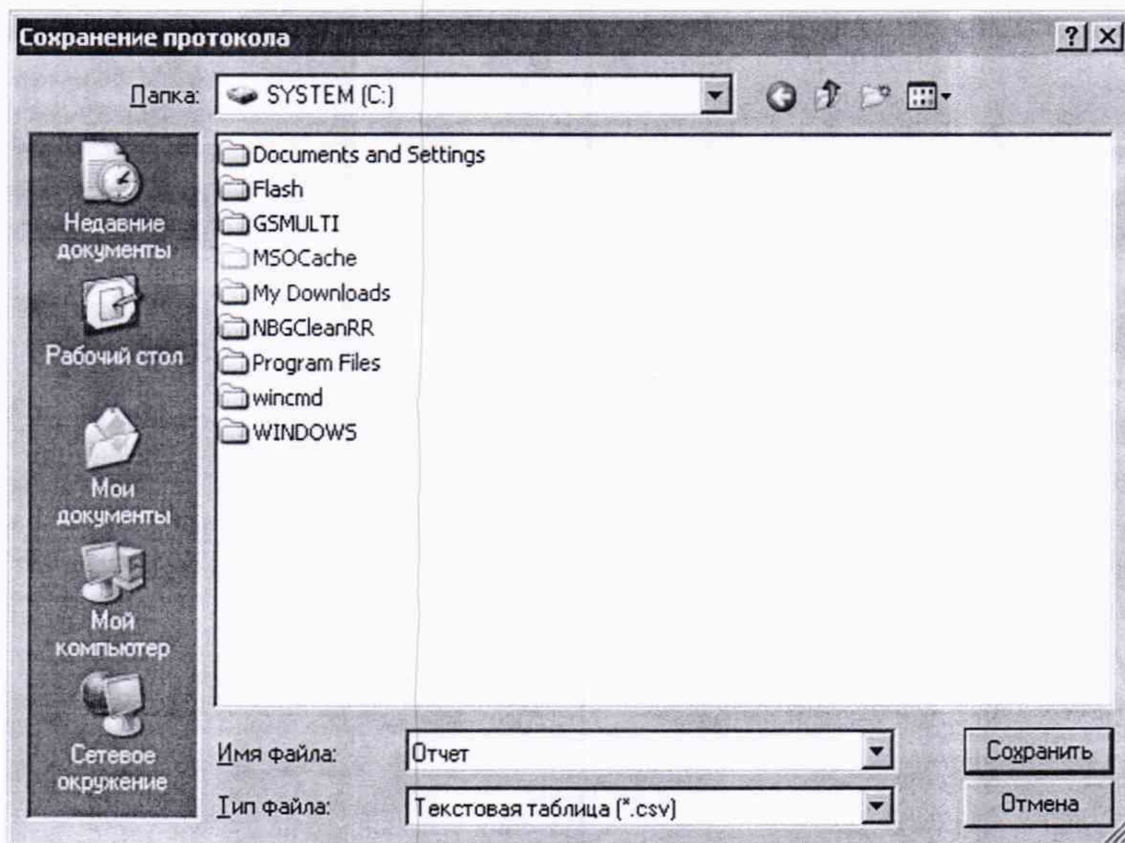 Сохранение протокола
Папка:
SYSTEM (C:)
Недавние
документы
Рабочий стол
Мои
документы
Мой
компьютер
Сетевое
окружение
Documents and Settings
Flash
GSMULTI
MSOCache
My Downloads
NBGCleanRR
Program Files
wincmd
WINDOWS
Имя файла:
Отчет
Сохранить
Тип файла:
Текстовая таблица (*.csv)
Отмена